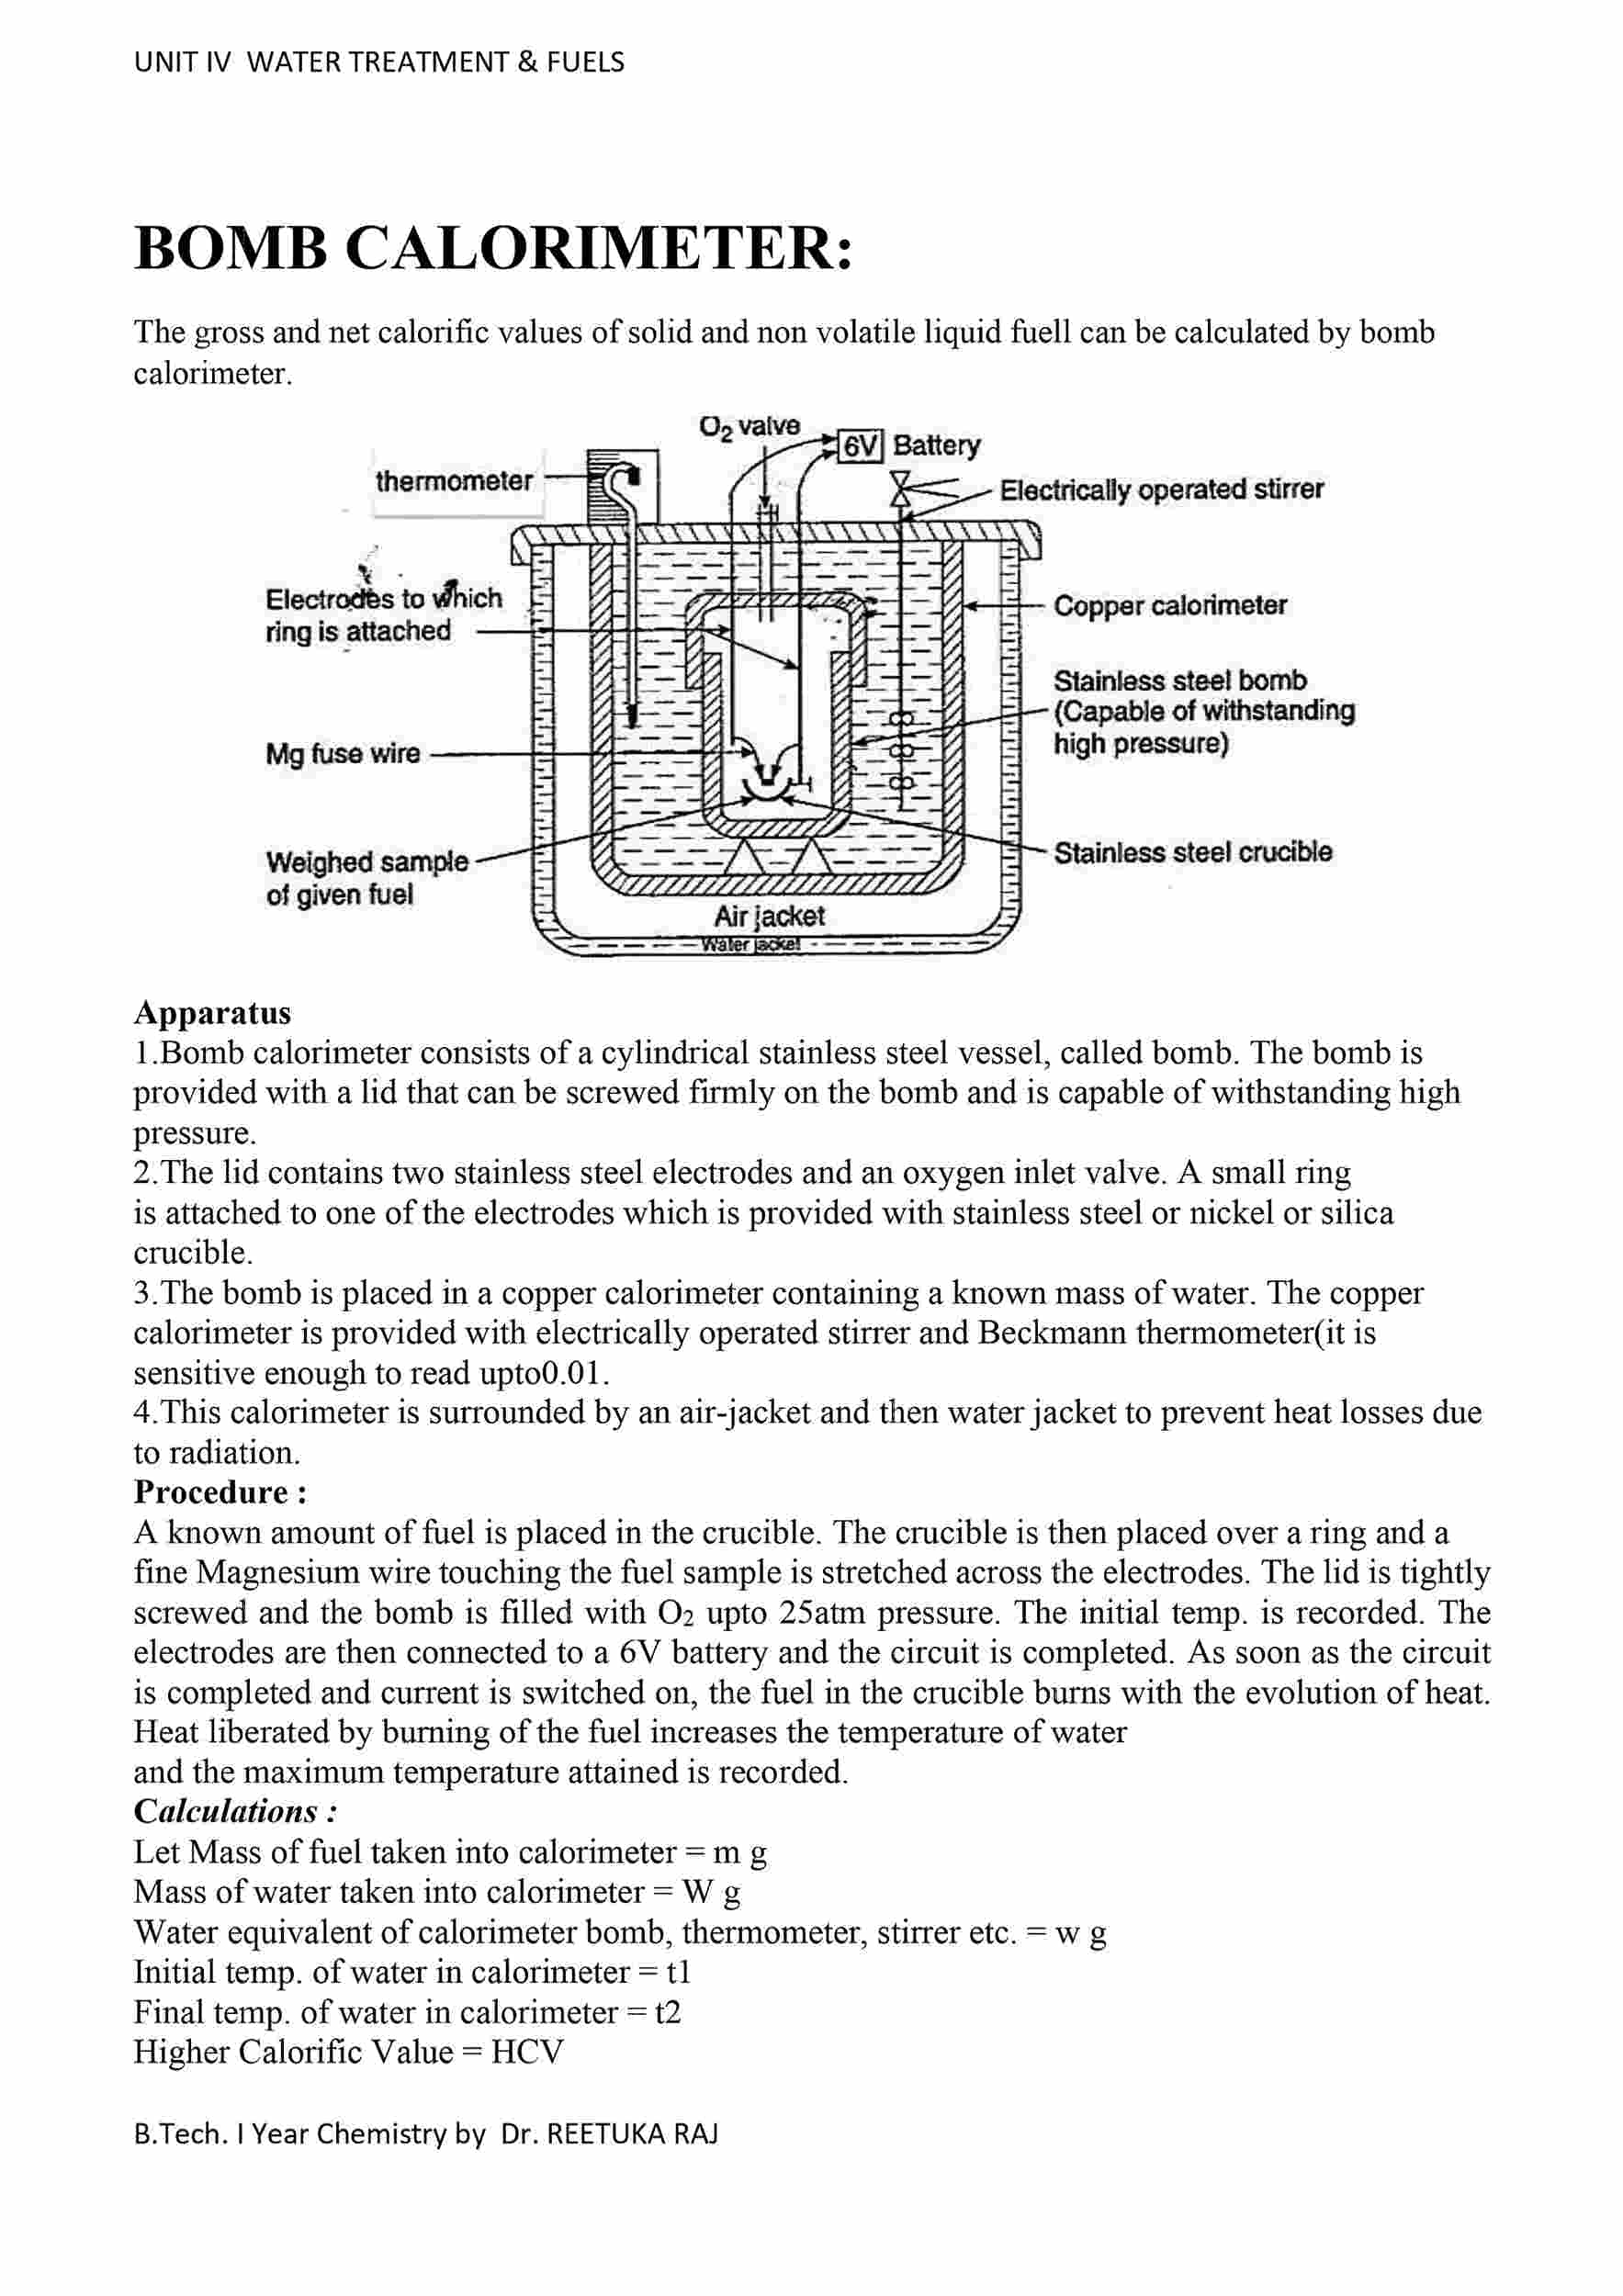 UNIT IV  WATER TREATMENT & FUELS
BOMB CALORIMETER:
The gross and net calorific values of solid and non volatile liquid fuell can be calculated by bomb
calorimeter.
O2 valve
6V Battery
thermometer
Electrically operated stirrer
Electrodes to which
ring is attached
Copper calorimeter
Stainless steel bomb
(Capable of withstanding
high pressure)
Mg fuse wire
Weighed sample
of given fuel
Stainless steel crucible
Air jacket
Water jacket
Apparatus
1.Bomb calorimeter consists of a cylindrical stainless steel vessel, called bomb. The bomb is
provided with a lid that can be screwed firmly on the bomb and is capable of withstanding high
pressure.
2.The lid contains two stainless steel electrodes and an oxygen inlet valve. A small ring
is attached to one of the electrodes which is provided with stainless steel or nickel or silica
crucible.
3.The bomb is placed in a copper calorimeter containing a known mass of water. The copper
calorimeter is provided with electrically operated stirrer and Beckmann thermometer(it is
sensitive enough to read upto0.01.
4.This calorimeter is surrounded by an air-jacket and then water jacket to prevent heat losses due
to radiation.
Procedure :
A known amount of fuel is placed in the crucible. The crucible is then placed over a ring and a
fine Magnesium wire touching the fuel sample is stretched across the electrodes. The lid is tightly
screwed and the bomb is filled with O2 upto 25atm pressure. The initial temp. is recorded. The
electrodes are then connected to a 6V battery and the circuit is completed. As soon as the circuit
is completed and current is switched on, the fuel in the crucible burns with the evolution of heat.
Heat liberated by burning of the fuel increases the temperature of water
and the maximum temperature attained is recorded.
Calculations :
Let Mass of fuel taken into calorimeter = m g
Mass of water taken into calorimeter = W g
Water equivalent of calorimeter bomb, thermometer, stirrer etc. = w g
Initial temp. of water in calorimeter = t1
Final temp. of water in calorimeter = t2
Higher Calorific Value = HCV
B.Tech. I Year Chemistry by  Dr. REETUKA RAJ